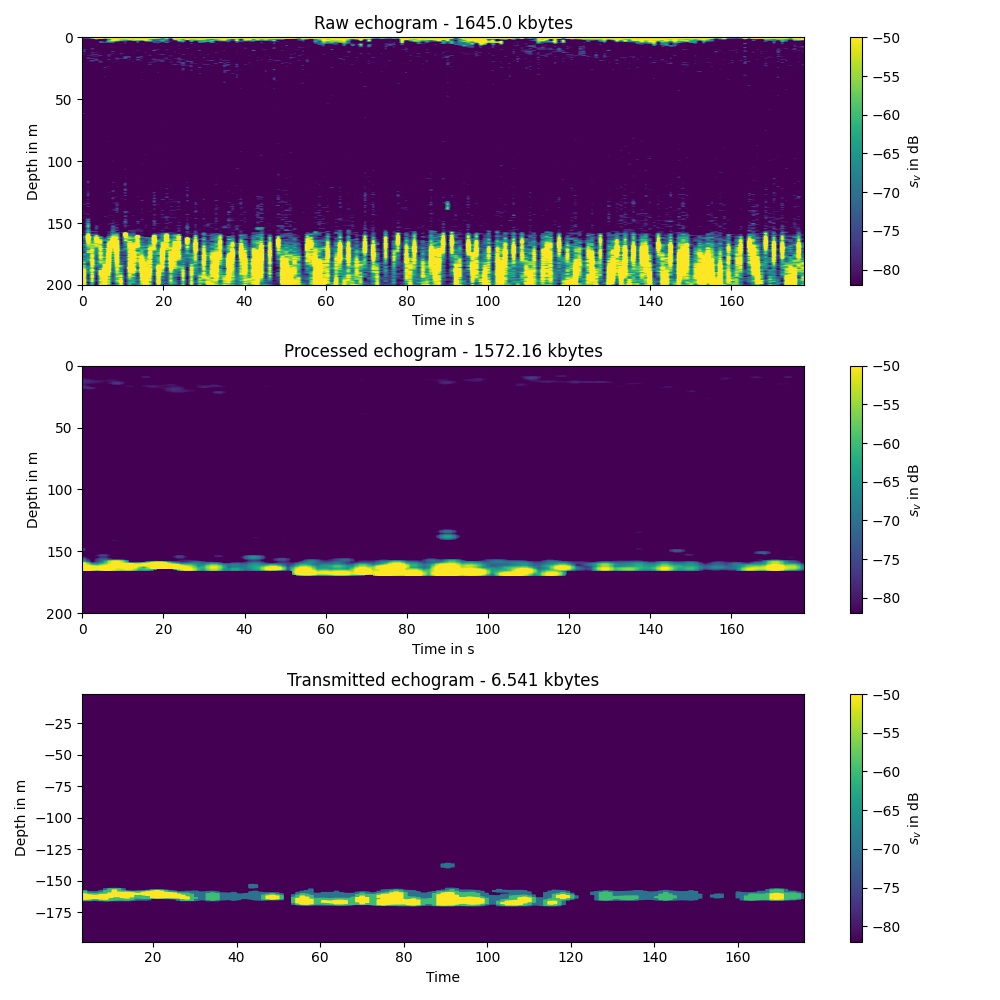 Raw echogram - 1645.0 kbytes
0
50
100
150
200
Depth in m
0 20 40 60 80 100 120 140 160
Time in s
−50
−55
−60
−65
−70
−75
−80
sv in dB
Processed echogram - 1572.16 kbytes
0
50
100
150
200
Depth in m
0 20 40 60 80 100 120 140 160
Time in s
−50
−55
−60
−65
−70
−75
−80
sv in dB
Transmitted echogram - 6.541 kbytes
−25
−50
−75
−100
−125
−150
−175
Depth in m
20 40 60 80 100 120 140 160
Time
−50
−55
−60
−65
−70
−75
−80
sv in dB